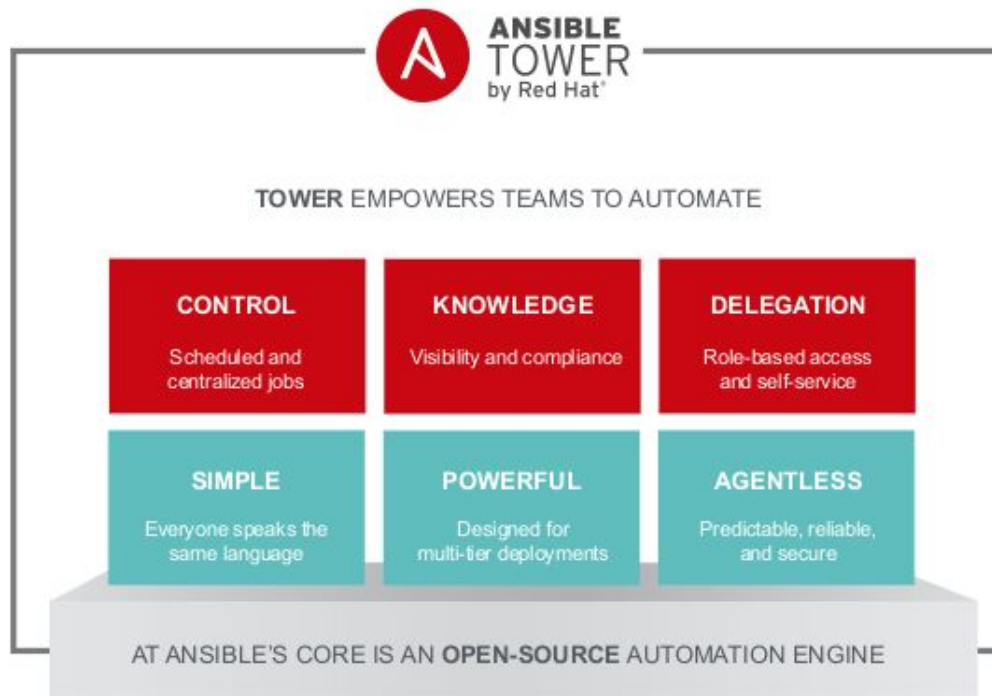 ANSIBLE
TOWER
by Red Hat®
TOWER EMPOWERS TEAMS TO AUTOMATE
CONTROL
Scheduled and
centralized jobs
KNOWLEDGE
Visibility and compliance
DELEGATION
Role-based access
and self-service
SIMPLE
Everyone speaks the
same language
POWERFUL
Designed for
multi-tier deployments
AGENTLESS
Predictable, reliable,
and secure
AT ANSIBLE'S CORE IS AN OPEN-SOURCE AUTOMATION ENGINE